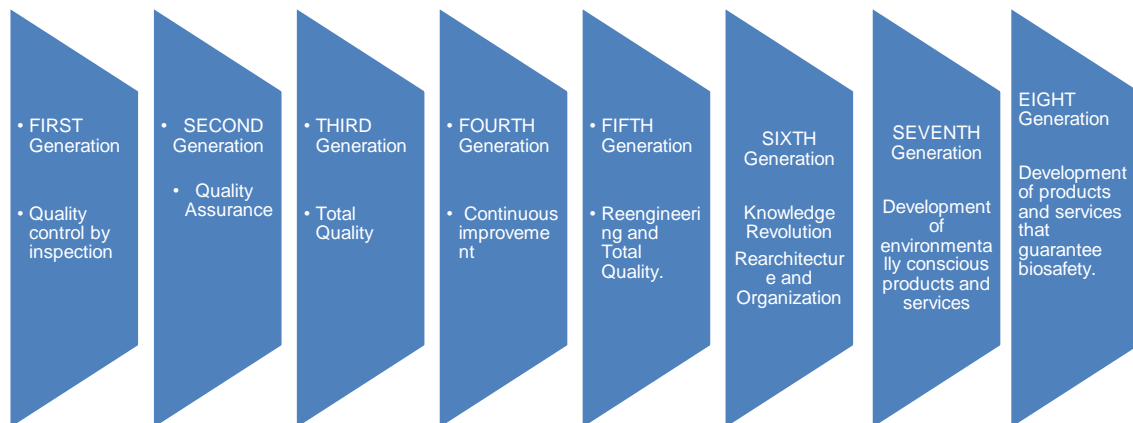 • FIRST
Generation
• Quality
control by
inspection
• SECOND
Generation
• Quality
Assurance
• THIRD
Generation
• Total
Quality
• FOURTH
Generation
• Continuous
improveme
nt
• FIFTH
Generation
• Reengineeri
ng and
Total
Quality.
SIXTH
Generation
Knowledge
Revolution
Rearchitectur
e and
Organization
SEVENTH
Generation
Development
of
environmenta
lly conscious
products and
services
EIGHT
Generation
Development
of products
and services
that
guarantee
biosafety.